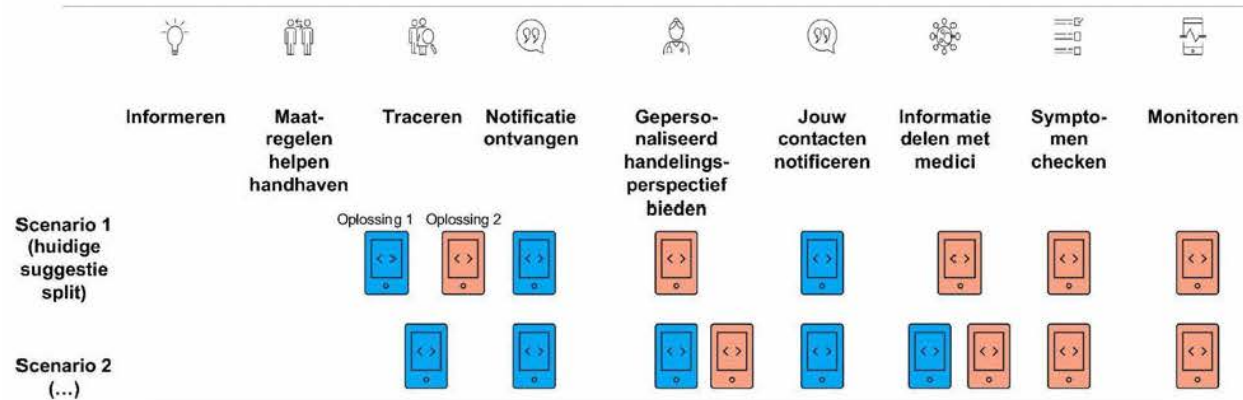 Informeren
Maat-
regelen
helpen
handhaven
Traceren
Notificatie
ontvangen
Geperso-
naliseerd
handelings-
perspectief
bieden
Jouw
contacten
notificeren
Informatie
delen met
medici
Sympto-
men
checken
Monitoren
Scenario 1
(huidige
suggestie
split)
Oplossing 1
Oplossing 2
Scenario 2
(...)